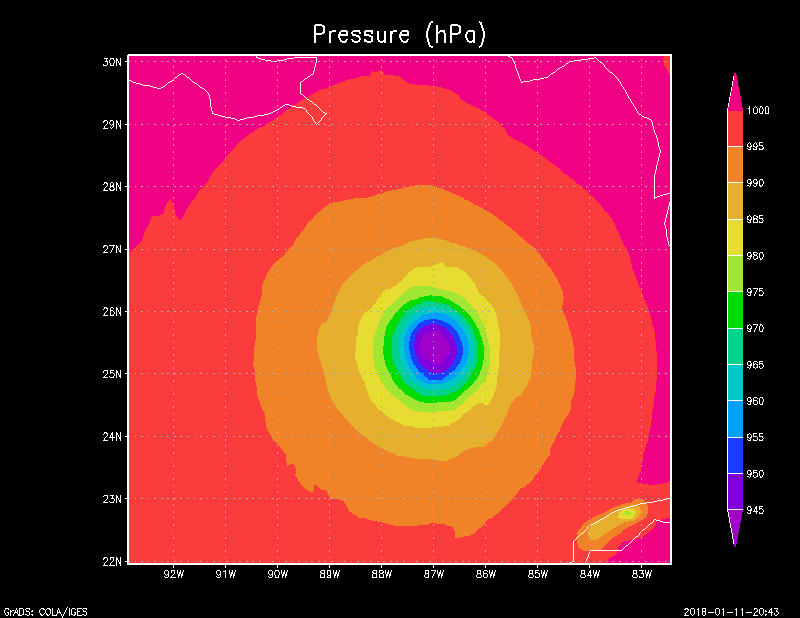 Pressure (hPa)
30N
29N
28N
27N
26N
25N
24N
23N
22N
92W 91W 90W 89W 88W 87W 86W 85W 84W 83W
1000
995
990
985
980
975
970
965
960
955
950
945
GrADS: COLA/IGES
2018-01-11-20:43